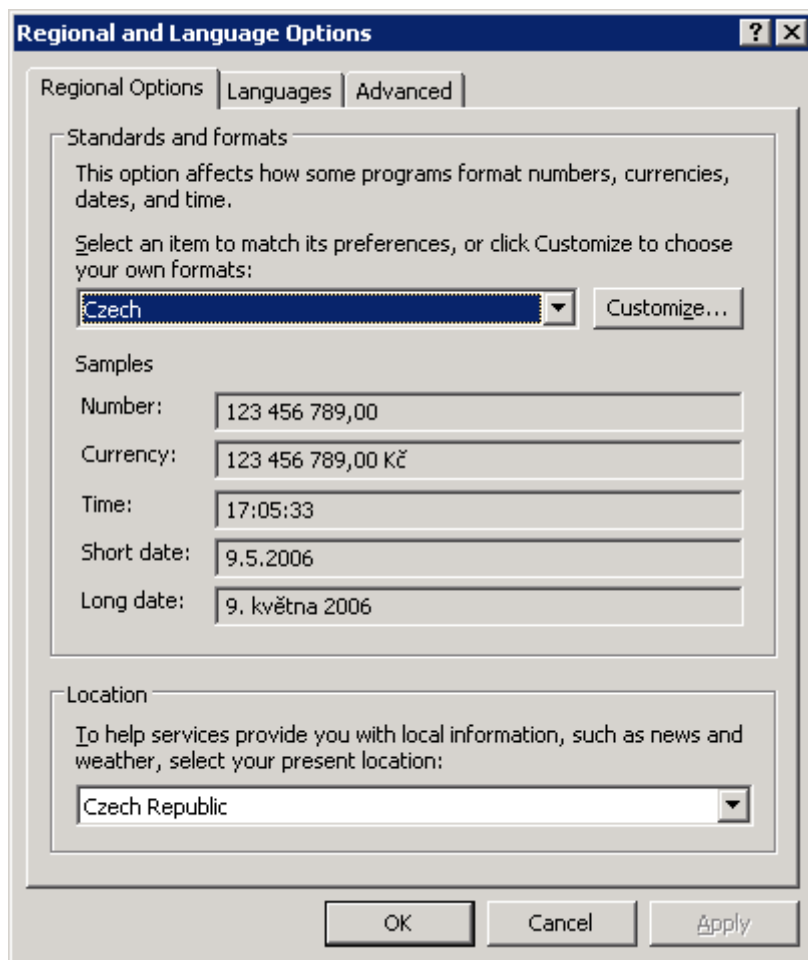 Regional and Language Options
Regional Options Languages Advanced
Standards and formats
This option affects how some programs format numbers, currencies,
dates, and time.
Select an item to match its preferences, or click Customize to choose
your own formats:
Czech Customize...
Samples
Number: 123 456 789,00
Currency: 123 456 789,00 Kč
Time: 17:05:33
Short date: 9.5.2006
Long date: 9. května 2006
Location
To help services provide you with local information, such as news and
weather, select your present location:
Czech Republic
OK Cancel Apply